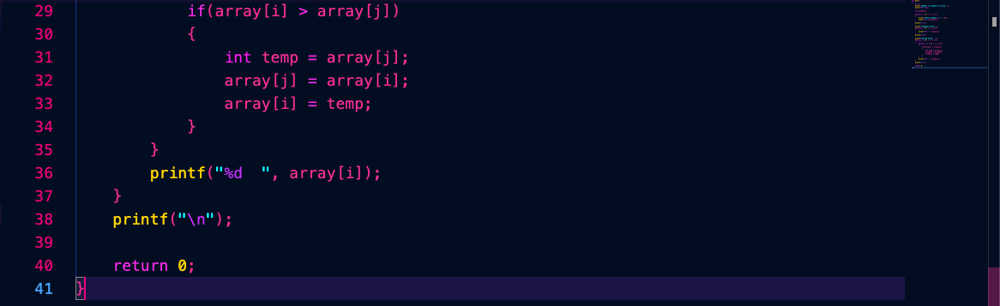 29 if(array[i] > array[j])
30 {
31 int temp = array[j];
32 array[j] = array[i];
33 array[i] = temp;
34 }
35 }
36 printf("%d  ", array[i]);
37 }
38 printf("\n");
39
40 return 0;
41 }